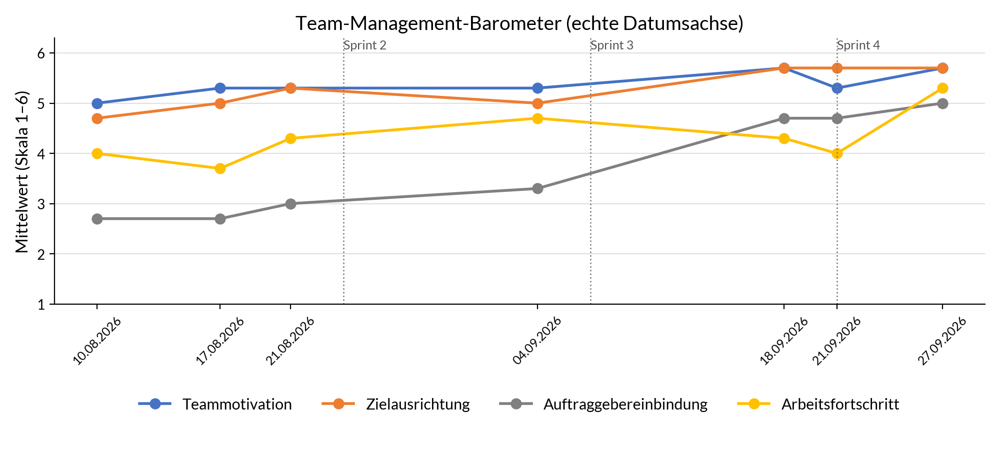 Team-Management-Barometer (echte Datumsachse)
Sprint 2
Sprint 3
Sprint 4
Mittelwert (Skala 1–6)
6
5
4
3
2
1
10.08.2026
17.08.2026
21.08.2026
04.09.2026
18.09.2026
21.09.2026
27.09.2026
Teammotivation
Zielausrichtung
Auftraggebereinbindung
Arbeitsfortschritt